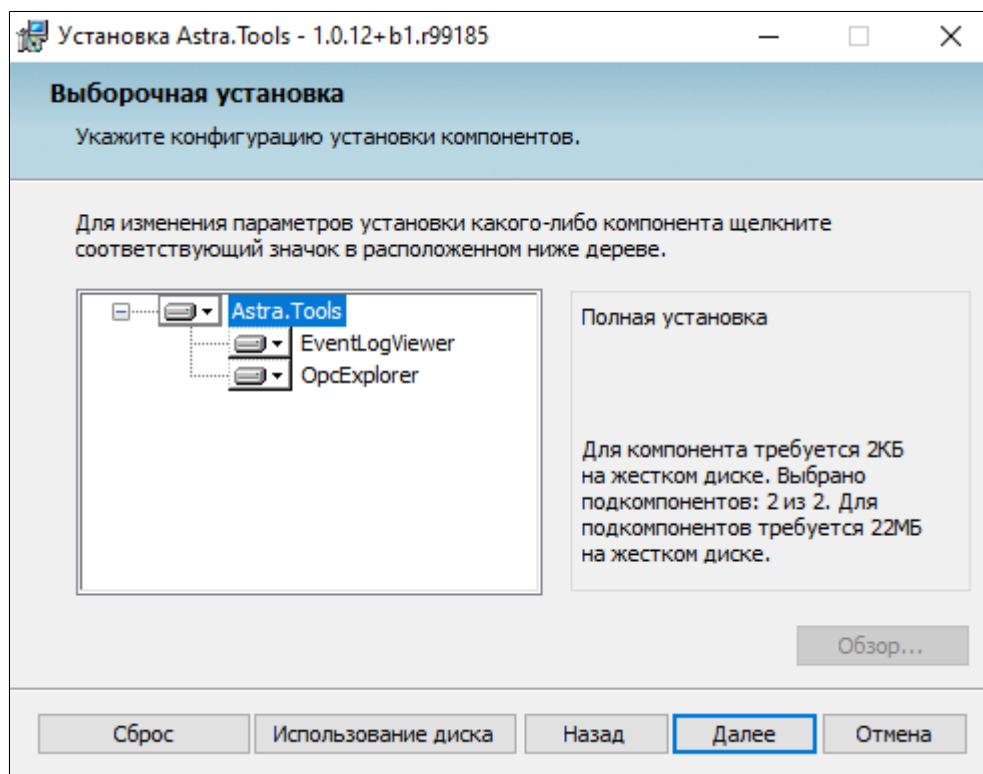 Установка Astra.Tools - 1.0.12+b1.r99185
Выборочная установка
Укажите конфигурацию установки компонентов.
Для изменения параметров установки какого-либо компонента щелкните
соответствующий значок в расположенном ниже дереве.
Astra.Tools
EventLogViewer
OpcExplorer
Полная установка
Для компонента требуется 2КБ
на жестком диске. Выбрано
подкомпонентов: 2 из 2. Для
подкомпонентов требуется 22МБ
на жестком диске.
Обзор...
Сброс
Использование диска
Назад
Далее
Отмена